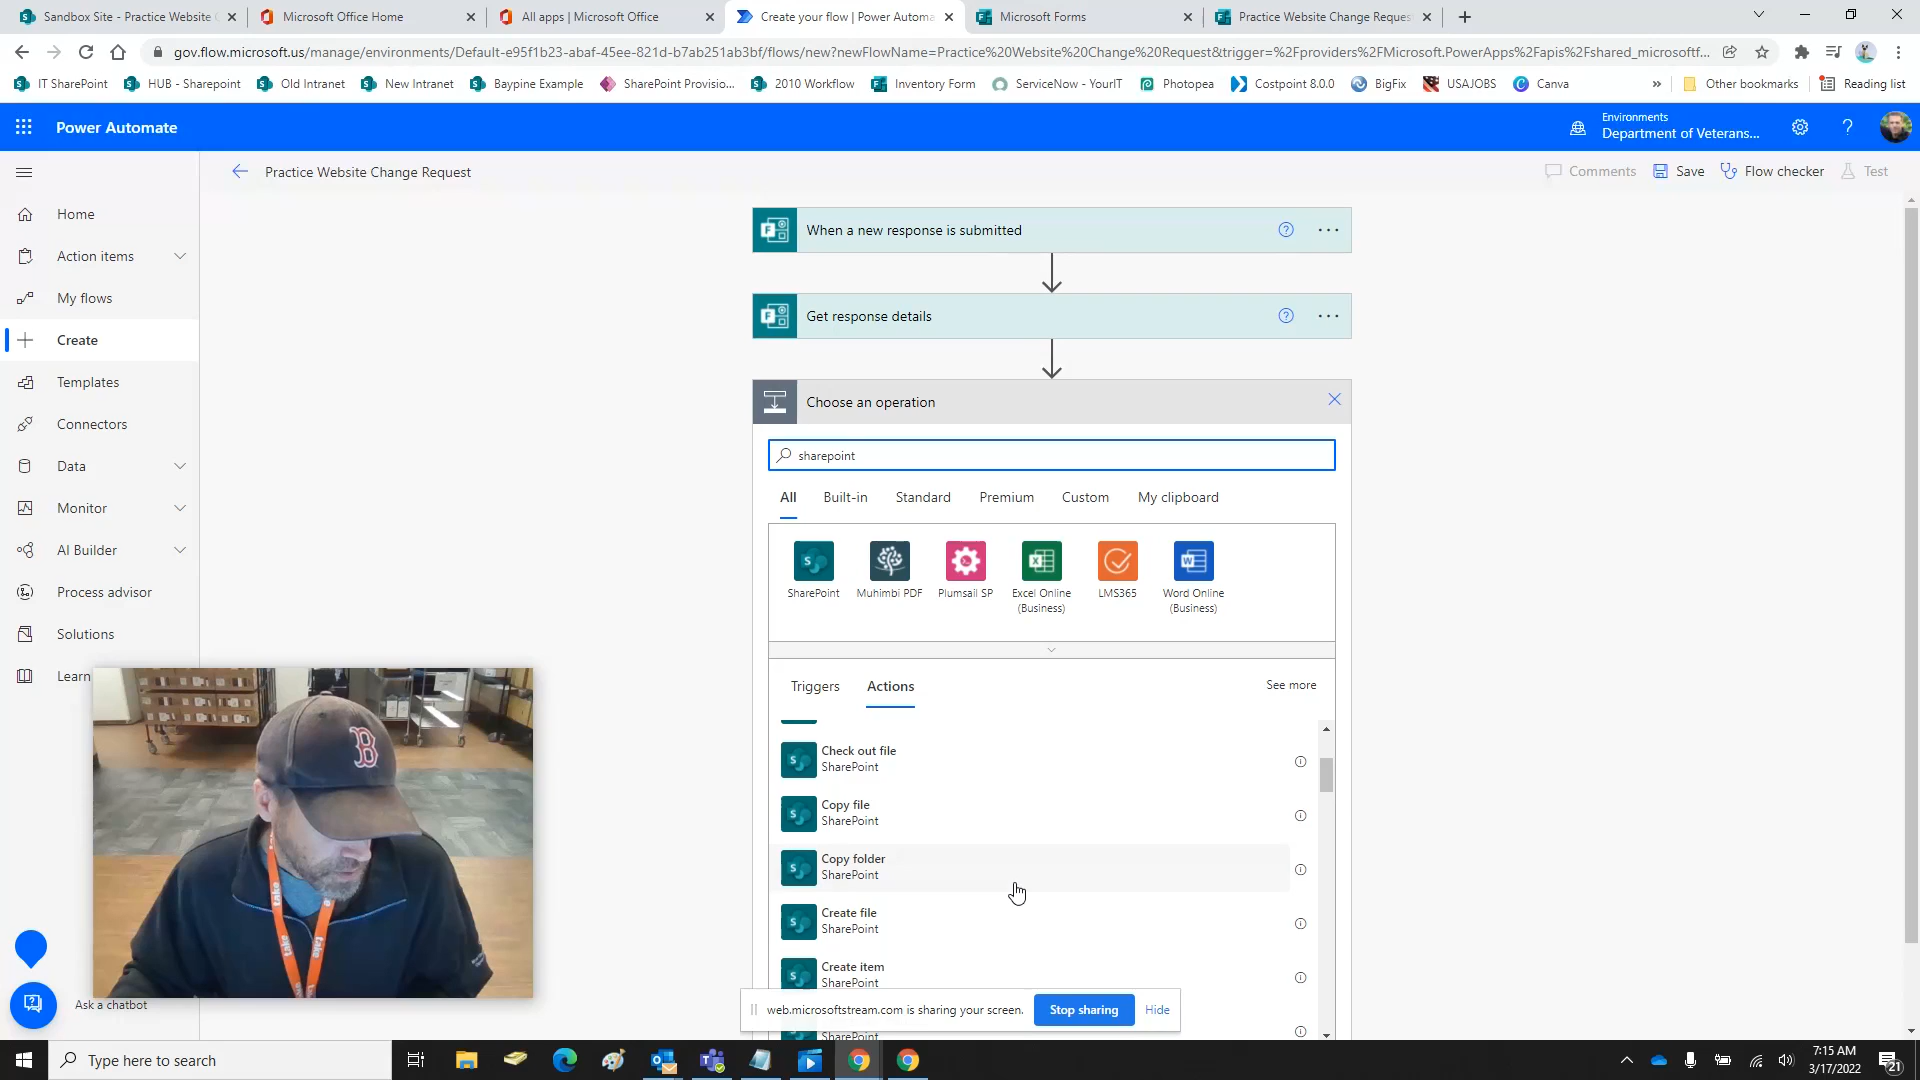 Sandbox Site - Practice Website C
Microsoft Office Home
All apps | Microsoft Office
Create your flow | Power Automa
Microsoft Forms
Practice Website Change Reques
gov.flow.microsoft.us/manage/environments/Default-e95f1b23-abaf-45ee-821d-b7ab251ab3bf/flows/new?newFlowName=Practice%20Website%20Change%20Request&trigger=%2Fproviders%2FMicrosoft.PowerApps%2Fapis%2Fshared_microsoftf...
IT SharePoint
HUB - Sharepoint
Old Intranet
New Intranet
Baypine Example
SharePoint Provisio...
2010 Workflow
Inventory Form
ServiceNow - YourIT
Photopea
Costpoint 8.0.0
BigFix
USAJOBS
Canva
»
Other bookmarks
Reading list
Power Automate
Environments
Department of Veterans...
Practice Website Change Request
Comments
Save
Flow checker
Test
Home
Action items
My flows
Create
Templates
Connectors
Data
Monitor
AI Builder
Process advisor
Solutions
Learn
Ask a chatbot
When a new response is submitted
Get response details
Choose an operation
sharepoint
All
Built-in
Standard
Premium
Custom
My clipboard
SharePoint
Muhimbi PDF
Plumsail SP
Excel Online
(Business)
LMS365
Word Online
(Business)
Triggers
Actions
See more
Check out file
SharePoint
Copy file
SharePoint
Copy folder
SharePoint
Create file
SharePoint
Create item
SharePoint
SharePoint
web.microsoftstream.com is sharing your screen.
Stop sharing
Hide
B
take
take
Type here to search
7:15 AM
3/17/2022
21